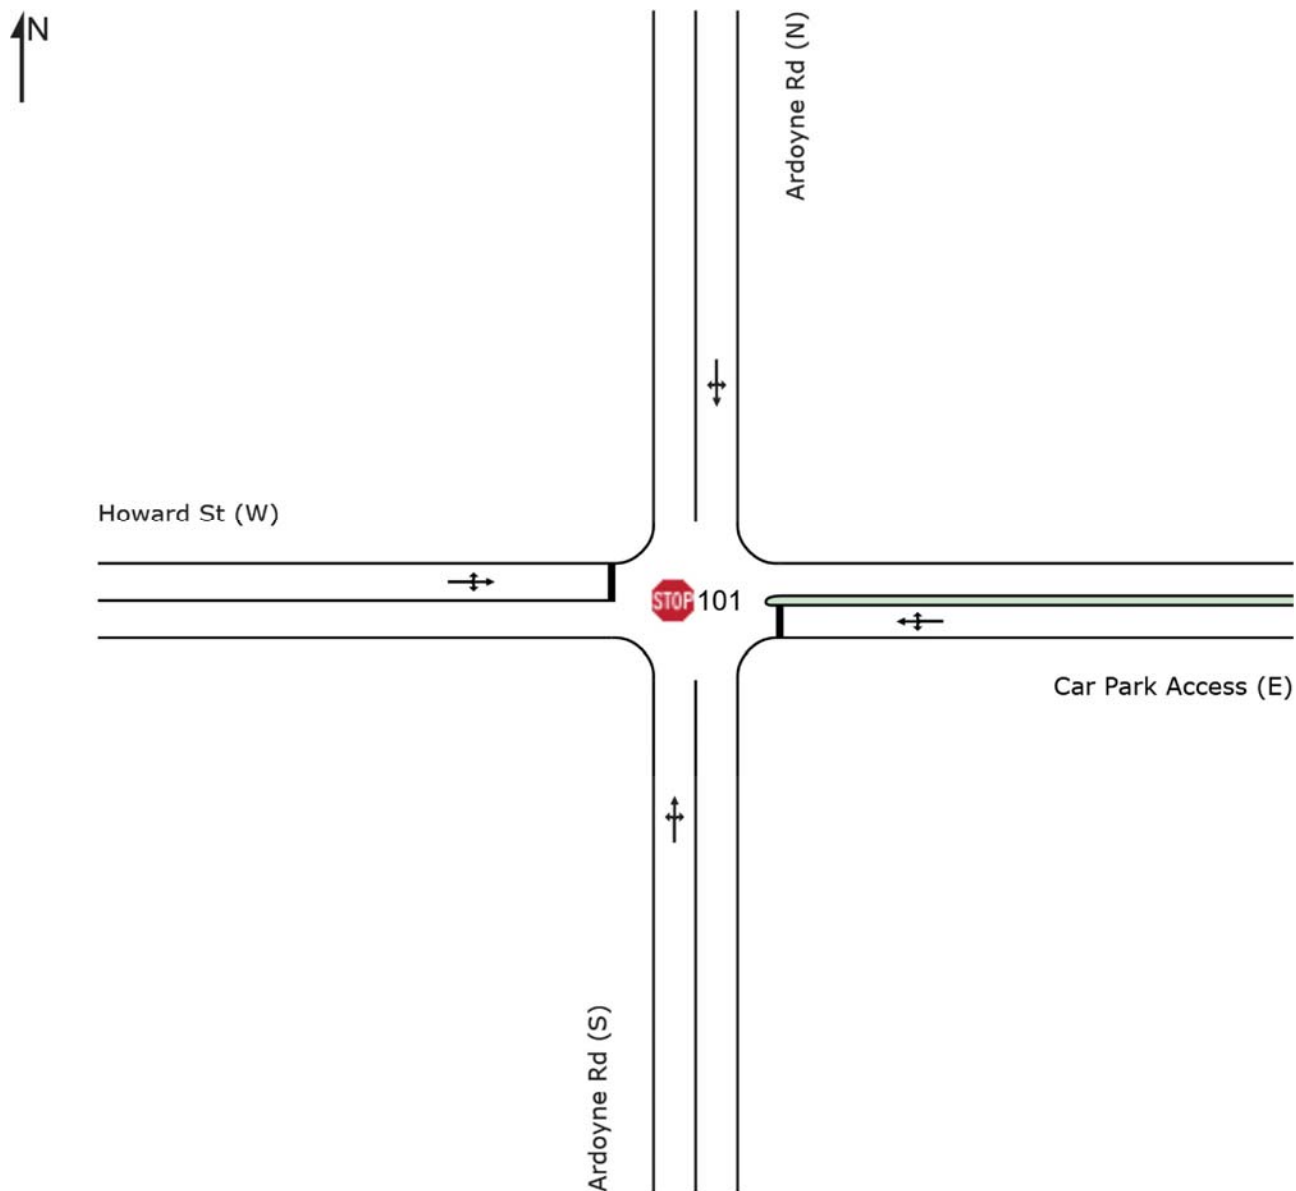 N
Ardoyne Rd (N)
Howard St (W)
STOP 101
Car Park Access (E)
Ardoyne Rd (S)